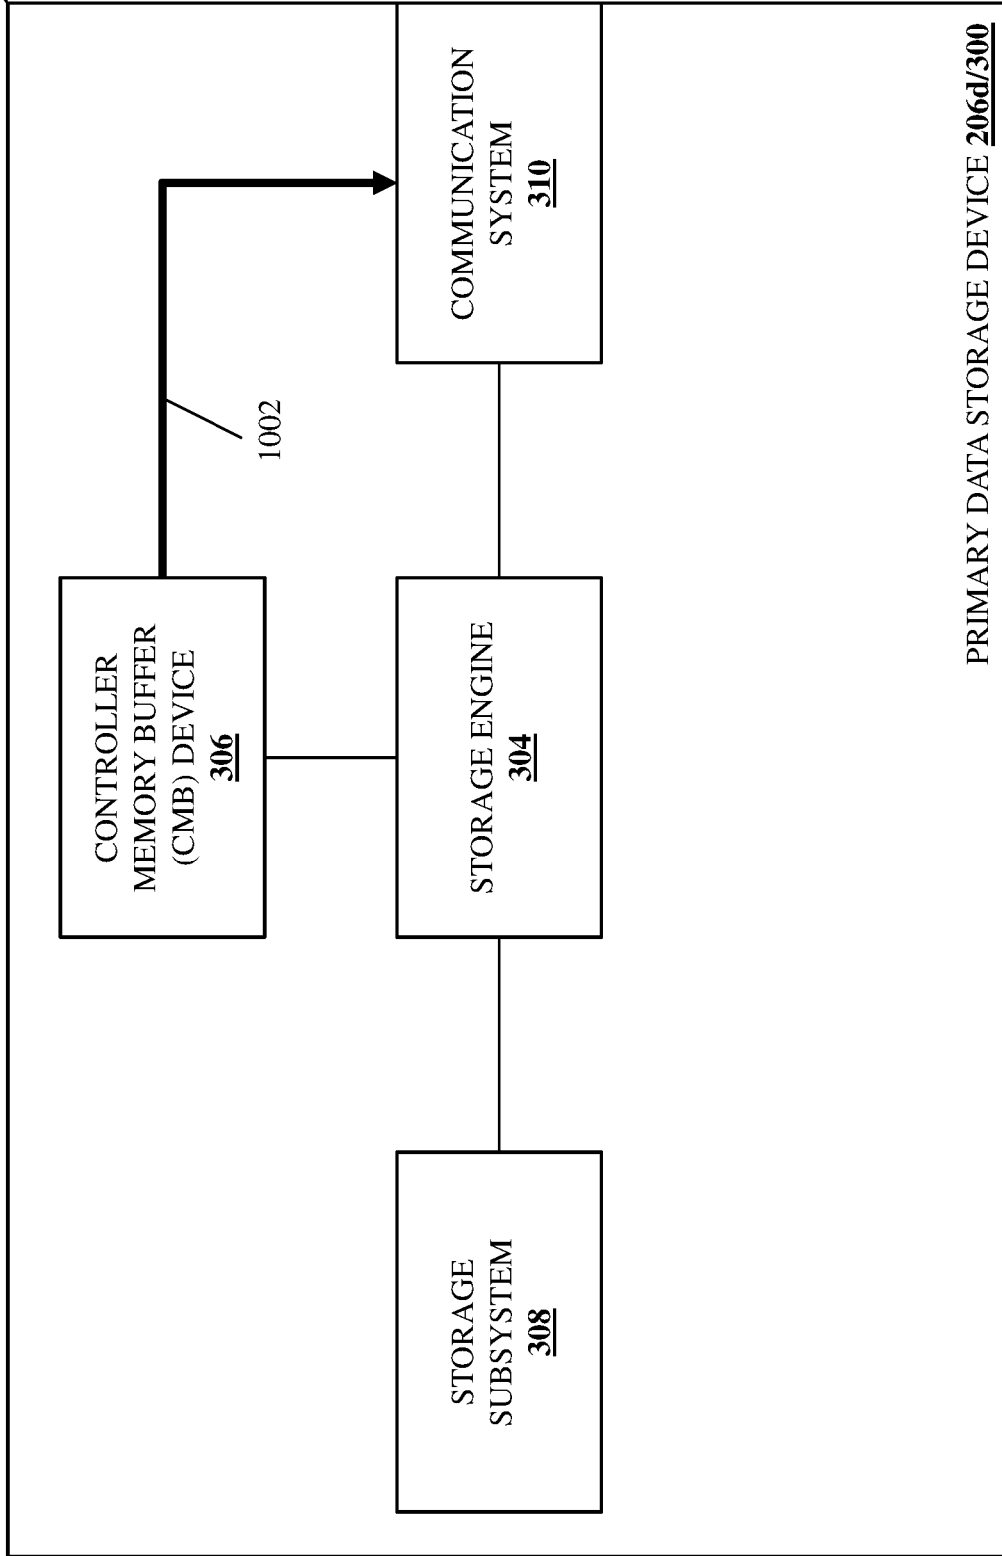 CONTROLLER
MEMORY BUFFER
(CMB) DEVICE
306
1002
STORAGE
SUBSYSTEM
308
STORAGE ENGINE
304
COMMUNICATION
SYSTEM
310
PRIMARY DATA STORAGE DEVICE 206d/300